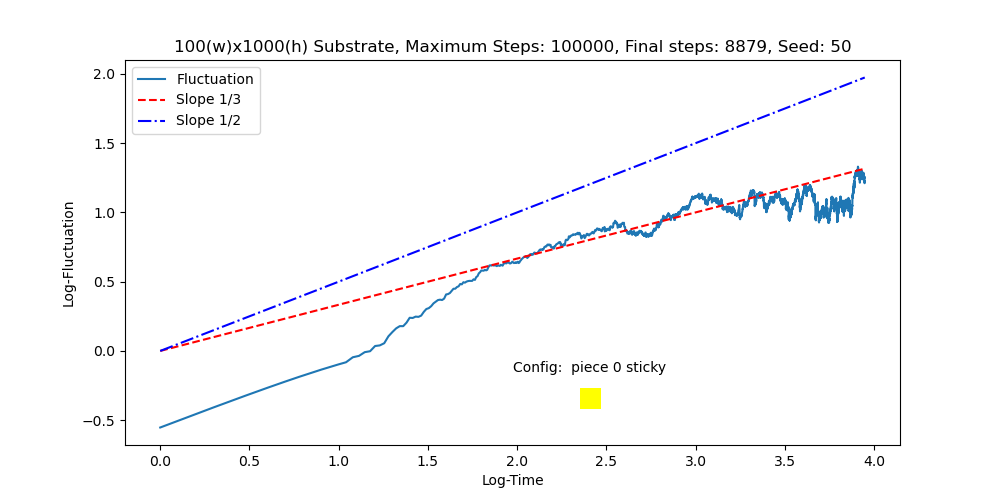 100(w)x1000(h) Substrate, Maximum Steps: 100000, Final steps: 8879, Seed: 50
Fluctuation
Slope 1/3
Slope 1/2
2.0
1.5
1.0
0.5
0.0
−0.5
Log-Fluctuation
Config:  piece 0 sticky
0.0 0.5 1.0 1.5 2.0 2.5 3.0 3.5 4.0
Log-Time